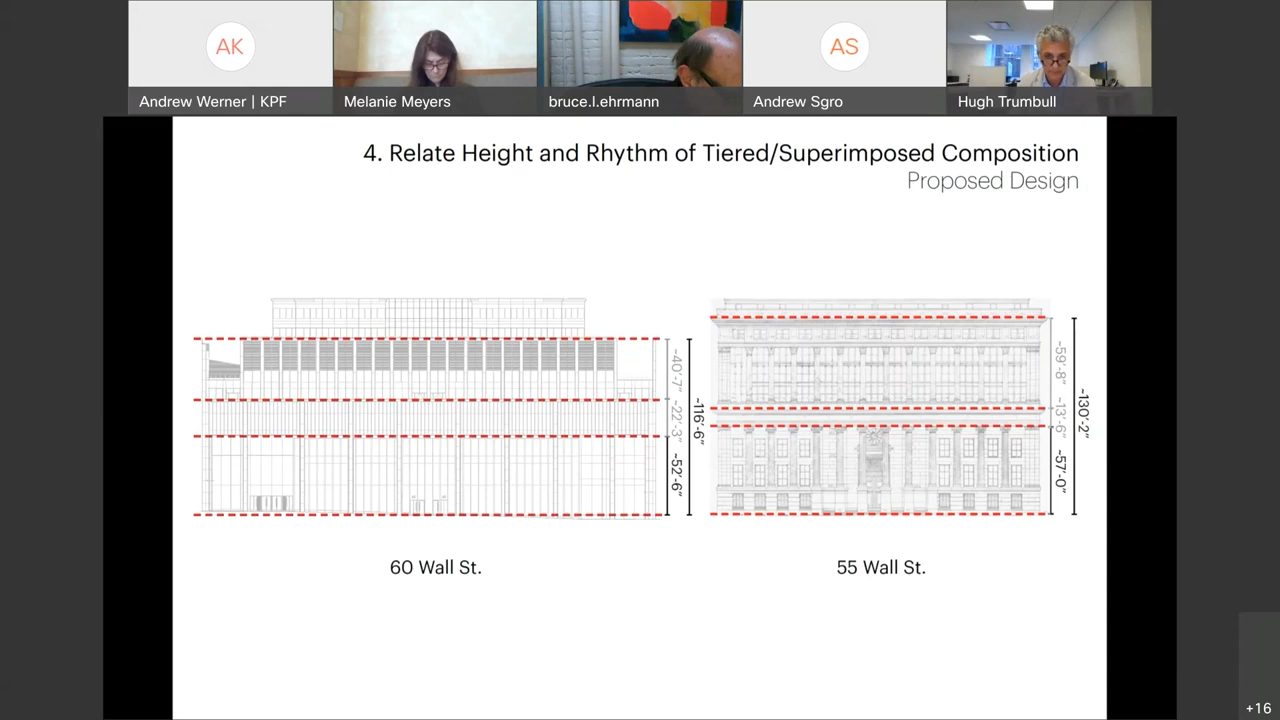 AK
Andrew Werner | KPF
Melanie Meyers
bruce.l.ehrmann
AS
Andrew Sgro
Hugh Trumbull
4. Relate Height and Rhythm of Tiered/Superimposed Composition
Proposed Design
~40'-7"
~22'-3"
~52'-6"
~116'-6"
~59'-8"
~13'-6"
~57'-0"
~130'-2"
60 Wall St.
55 Wall St.
+16